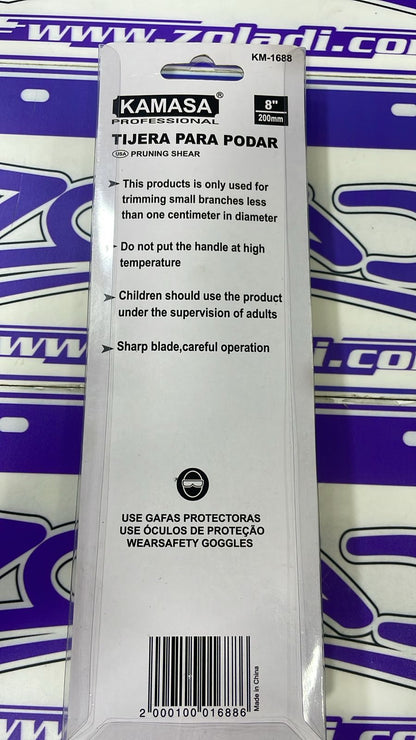 #www.zoladi.com
KM-1688
KAMASA®
PROFESSIONAL
8"
200mm
TIJERA PARA PODAR
USA PRUNING SHEAR
This products is only used for
trimming small branches less
than one centimeter in diameter
Do not put the handle at high
temperature
Children should use the product
under the supervision of adults
Sharp blade,careful operation
USE GAFAS PROTECTORAS
USE ÓCULOS DE PROTEÇÃO
WEARSAFETY GOGGLES
Made in China
2 000100 016886